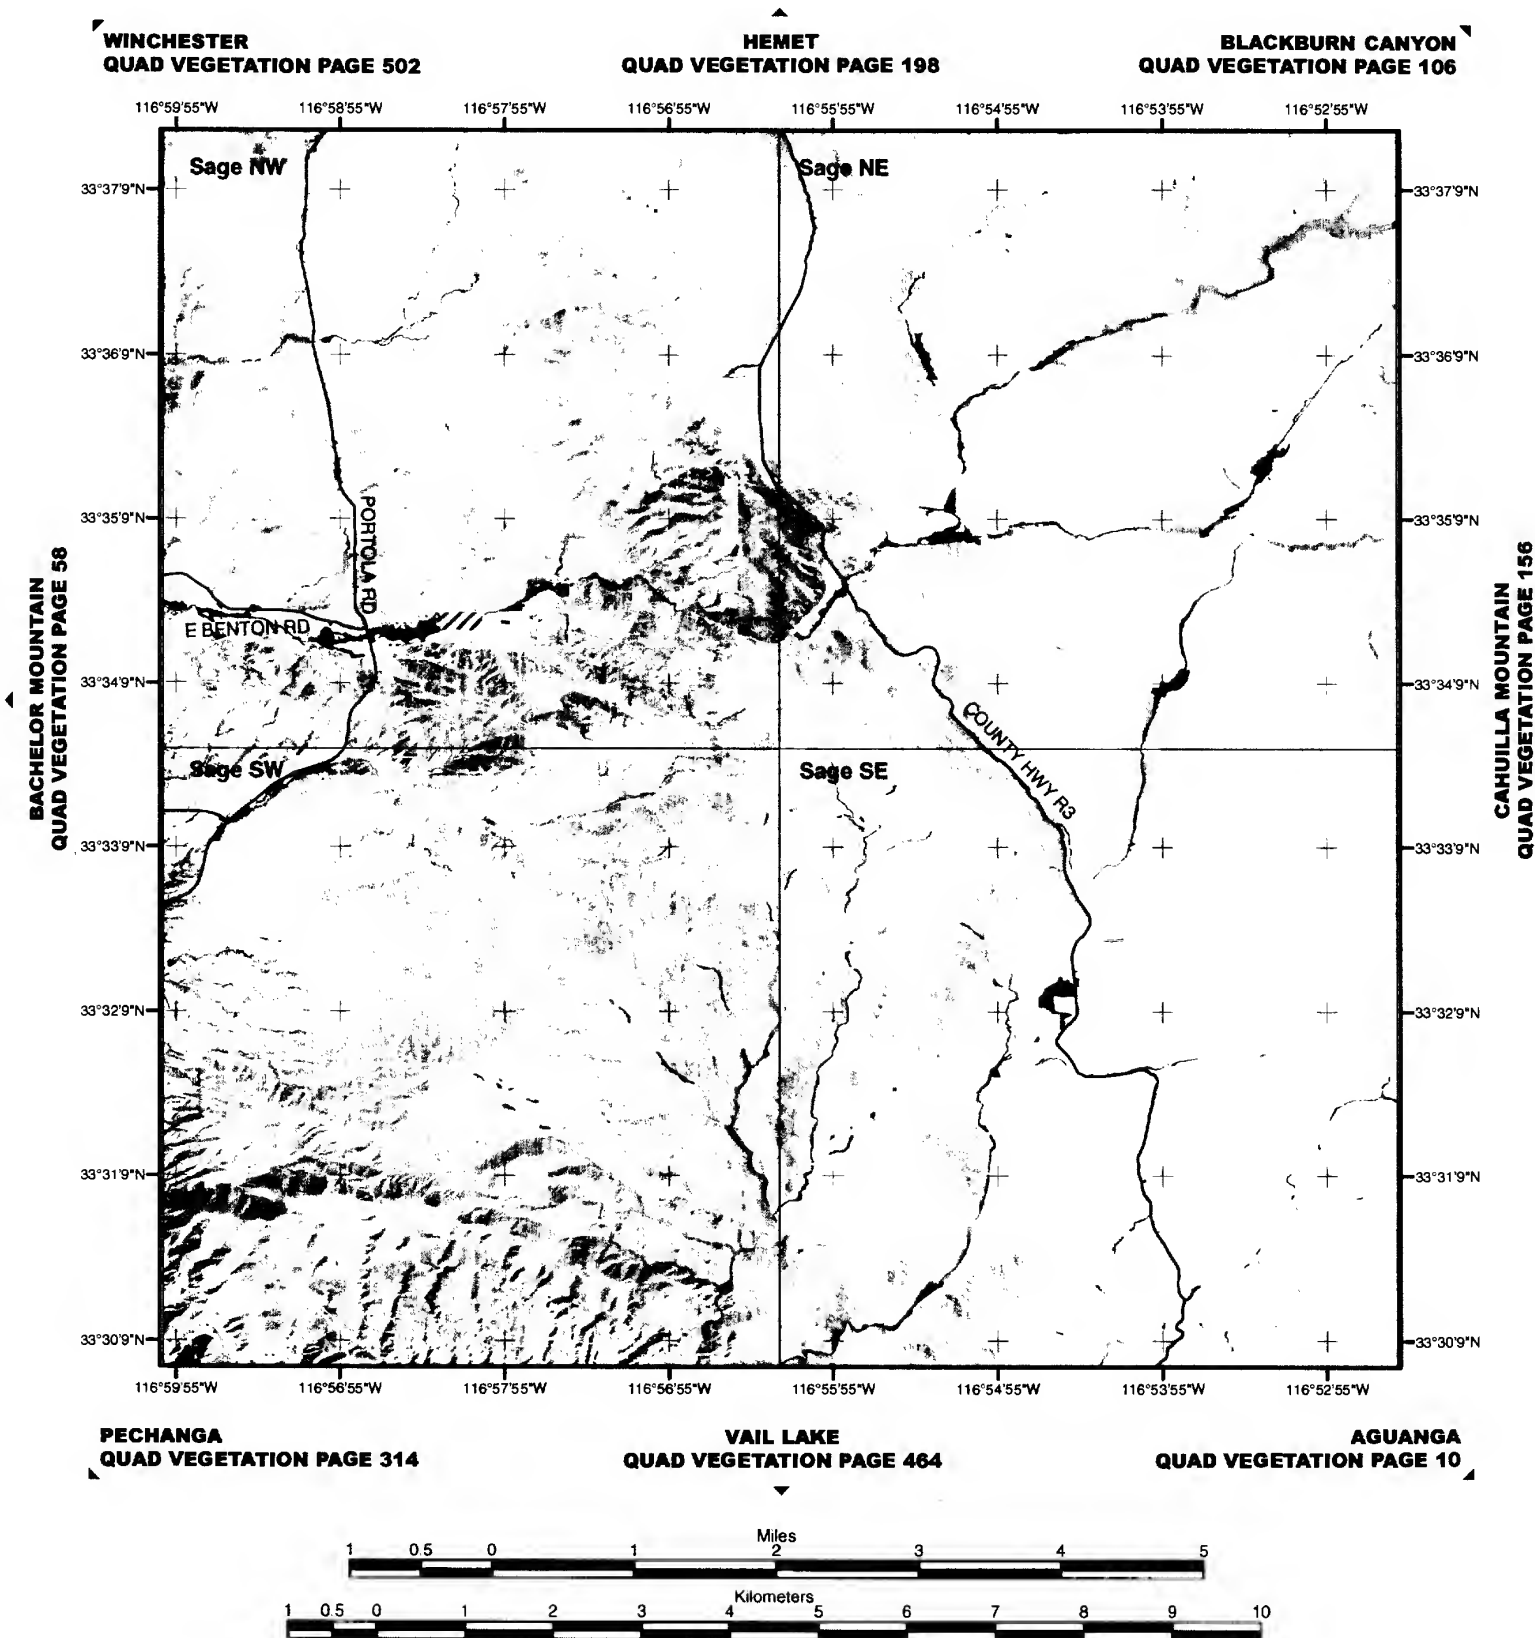 WINCHESTER
QUAD VEGETATION PAGE 502
HEMET
QUAD VEGETATION PAGE 198
BLACKBURN CANYON
QUAD VEGETATION PAGE 106
116°59'55"W 116°58'55"W 116°57'55"W 116°56'55"W 116°55'55"W 116°54'55"W 116°53'55"W 116°52'55"W
Sage NW
Sage NE
33°37'9"N
33°37'9"N
33°36'9"N
33°36'9"N
33°35'9"N
33°35'9"N
PORTOLA RD
BACHELOR MOUNTAIN
QUAD VEGETATION PAGE 58
CAHUILLA MOUNTAIN
QUAD VEGETATION PAGE 156
E BENTON RD
33°34'9"N
33°34'9"N
COUNTY HWY R3
Sage SW
Sage SE
33°33'9"N
33°33'9"N
33°32'9"N
33°32'9"N
33°31'9"N
33°31'9"N
33°30'9"N
33°30'9"N
116°59'55"W 116°56'55"W 116°57'55"W 116°56'55"W 116°55'55"W 116°54'55"W 116°53'55"W 116°52'55"W
PECHANGA
QUAD VEGETATION PAGE 314
VAIL LAKE
QUAD VEGETATION PAGE 464
AGUANGA
QUAD VEGETATION PAGE 10
Miles
1 0.5 0 1 2 3 4 5
Kilometers
1 0.5 0 1 2 3 4 5 6 7 8 9 10